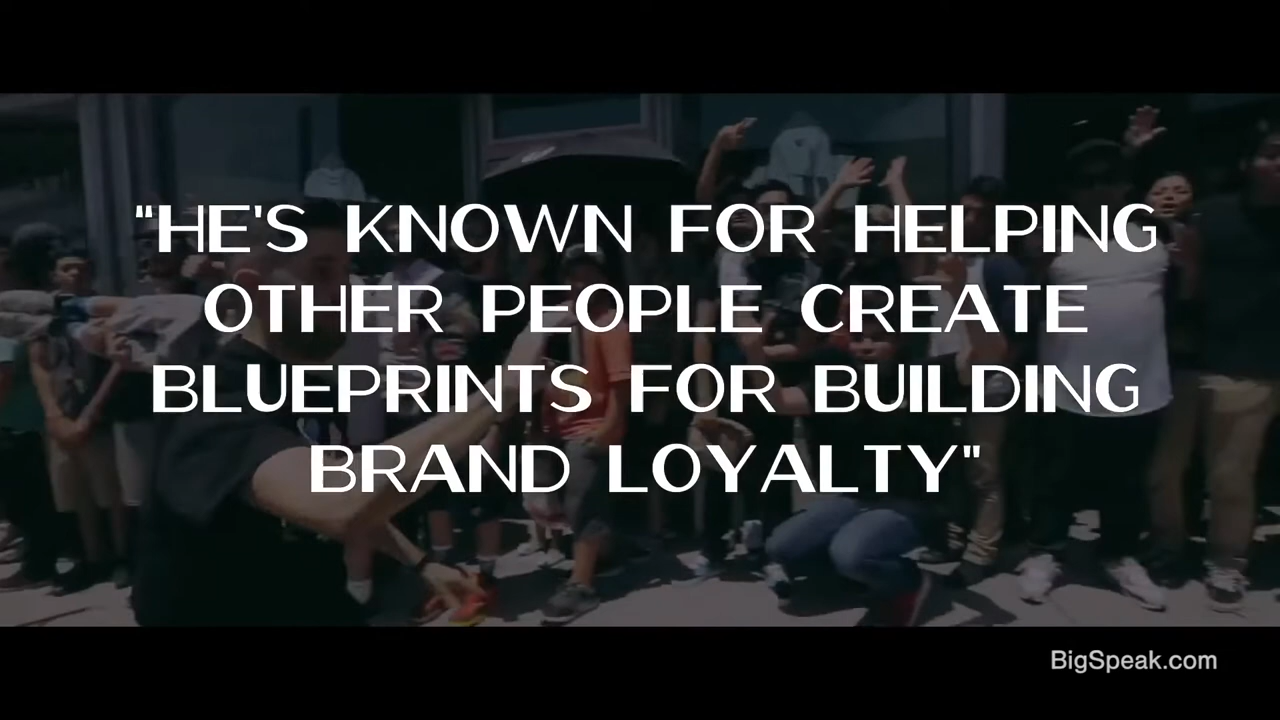 "HE'S KNOWN FOR HELPING
OTHER PEOPLE CREATE
BLUEPRINTS FOR BUILDING
BRAND LOYALTY"
BigSpeak.com